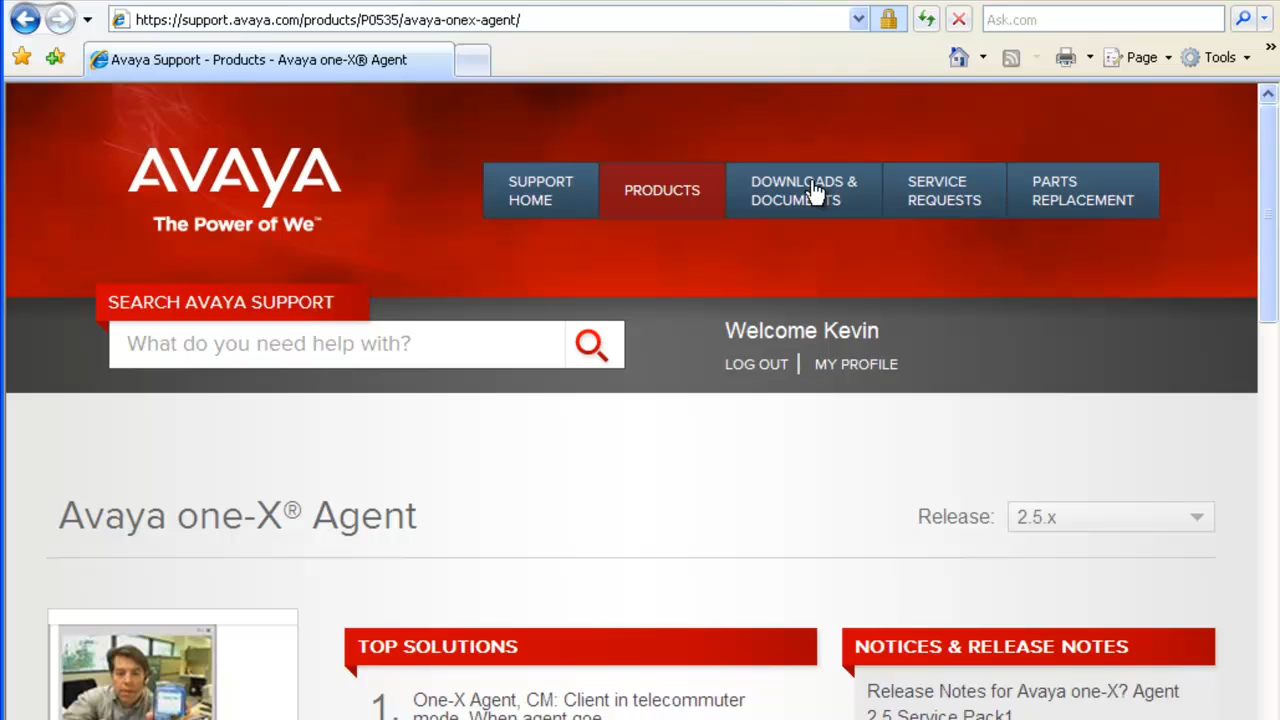 https://support.avaya.com/products/P0535/avaya-onex-agent/
Ask.com
Avaya Support - Products - Avaya one-X® Agent
Page
Tools
AVAYA
The Power of We™
SUPPORT HOME
PRODUCTS
DOWNLOADS & DOCUMENTS
SERVICE REQUESTS
PARTS REPLACEMENT
SEARCH AVAYA SUPPORT
What do you need help with?
Welcome Kevin
LOG OUT | MY PROFILE
Avaya one-X® Agent
Release: 2.5.x
TOP SOLUTIONS
NOTICES & RELEASE NOTES
1. One-X Agent, CM: Client in telecommuter
mode. When agent goe
Release Notes for Avaya one-X? Agent
2.5 Service Pack1